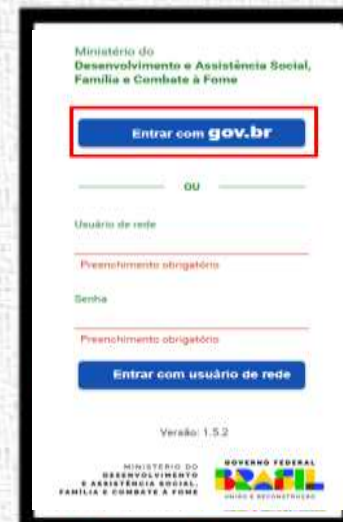 Ministério do
Desenvolvimento e Assistência Social,
Família e Combate à Fome
Entrar com gov.br
OU
Usuário de rede
Preenchimento obrigatório
Senha
Preenchimento obrigatório
Entrar com usuário de rede
Versão: 1.5.2
MINISTÉRIO DO
DESENVOLVIMENTO
E ASSISTÊNCIA SOCIAL,
FAMÍLIA E COMBATE À FOME
GOVERNO FEDERAL
BRASIL
UNIÃO E RECONSTRUÇÃO